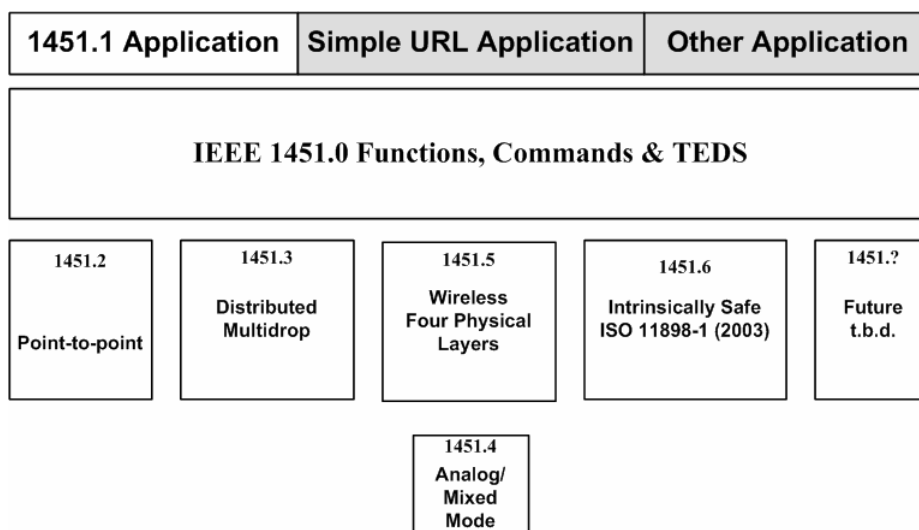 1451.1 Application
Simple URL Application
Other Application
IEEE 1451.0 Functions, Commands & TEDS
1451.2
Point-to-point
1451.3
Distributed
Multidrop
1451.5
Wireless
Four Physical
Layers
1451.6
Intrinsically Safe
ISO 11898-1 (2003)
1451.?
Future
t.b.d.
1451.4
Analog/
Mixed
Mode